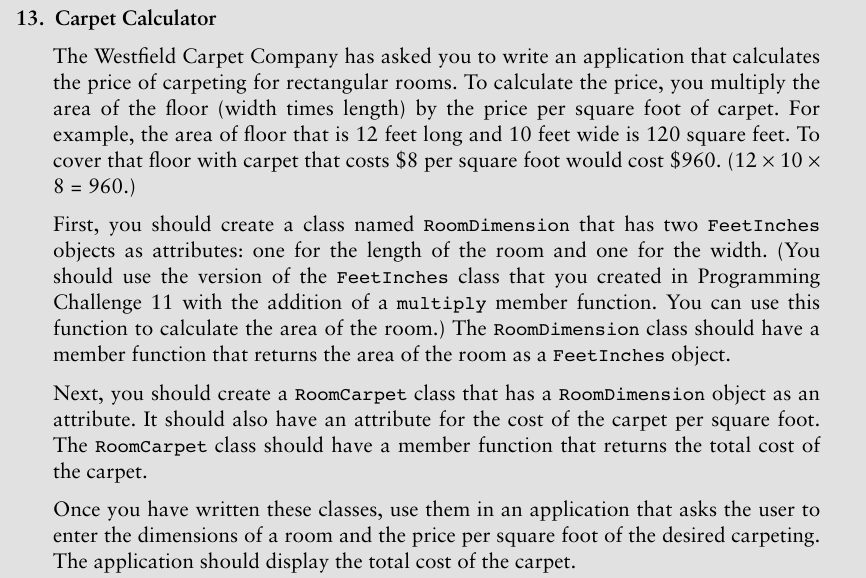 13. Carpet Calculator
The Westfield Carpet Company has asked you to write an application that calculates
the price of carpeting for rectangular rooms. To calculate the price, you multiply the
area of the floor (width times length) by the price per square foot of carpet. For
example, the area of floor that is 12 feet long and 10 feet wide is 120 square feet. To
cover that floor with carpet that costs $8 per square foot would cost $960. (12 × 10 ×
8 = 960.)
First, you should create a class named RoomDimension that has two FeetInches
objects as attributes: one for the length of the room and one for the width. (You
should use the version of the FeetInches class that you created in Programming
Challenge 11 with the addition of a multiply member function. You can use this
function to calculate the area of the room.) The RoomDimension class should have a
member function that returns the area of the room as a FeetInches object.
Next, you should create a RoomCarpet class that has a RoomDimension object as an
attribute. It should also have an attribute for the cost of the carpet per square foot.
The RoomCarpet class should have a member function that returns the total cost of
the carpet.
Once you have written these classes, use them in an application that asks the user to
enter the dimensions of a room and the price per square foot of the desired carpeting.
The application should display the total cost of the carpet.